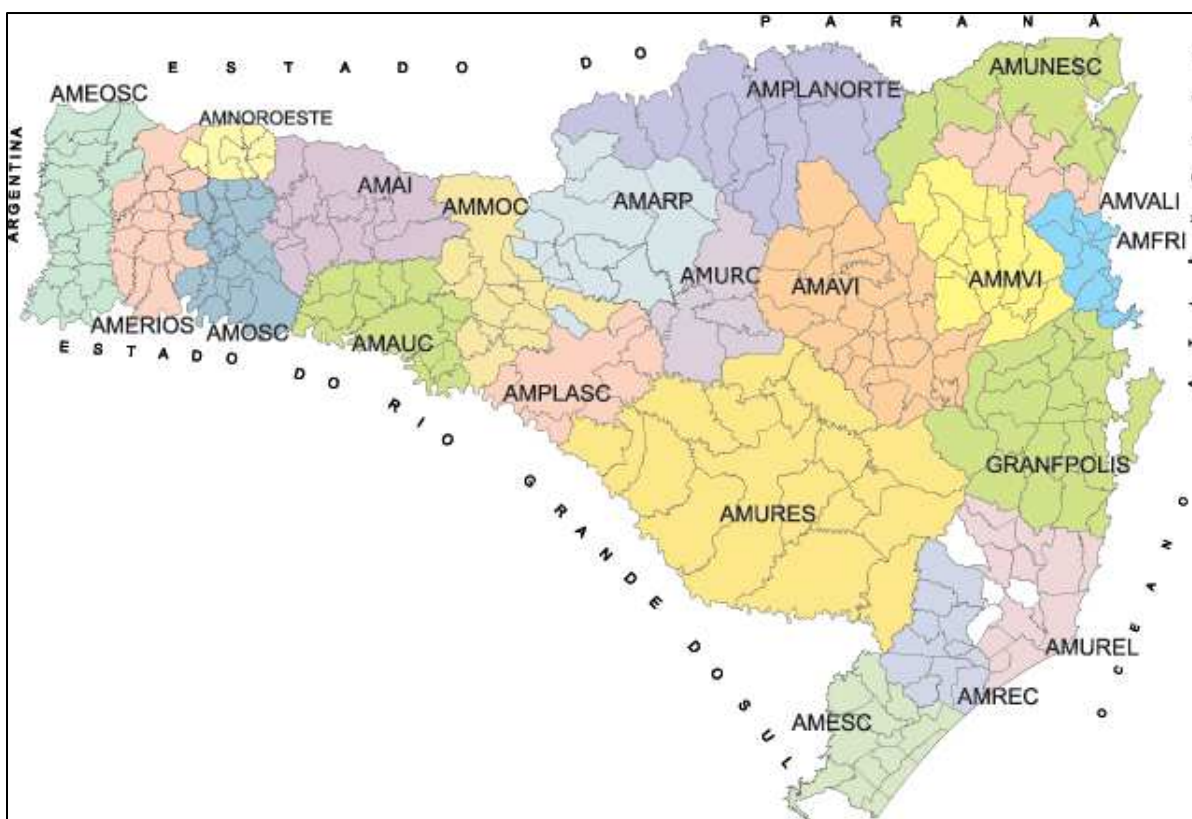 P A R A N Á
E S T A D O D O
AMUNESC
AMEOSC
AMPLANORTE
AMNOROESTE
ARGENTINA
AMAI
AMMOC
AMARP
AMVALI
AMFRI
AMURC
AMAVI
AMMVI
AMERIOS
AMOSC
AMAUC
E S T A D O D O R I O G R A N D E D O S U L
AMPLASC
GRANFPOLIS
AMURES
O C E A N O
AMUREL
AMREC
AMESC